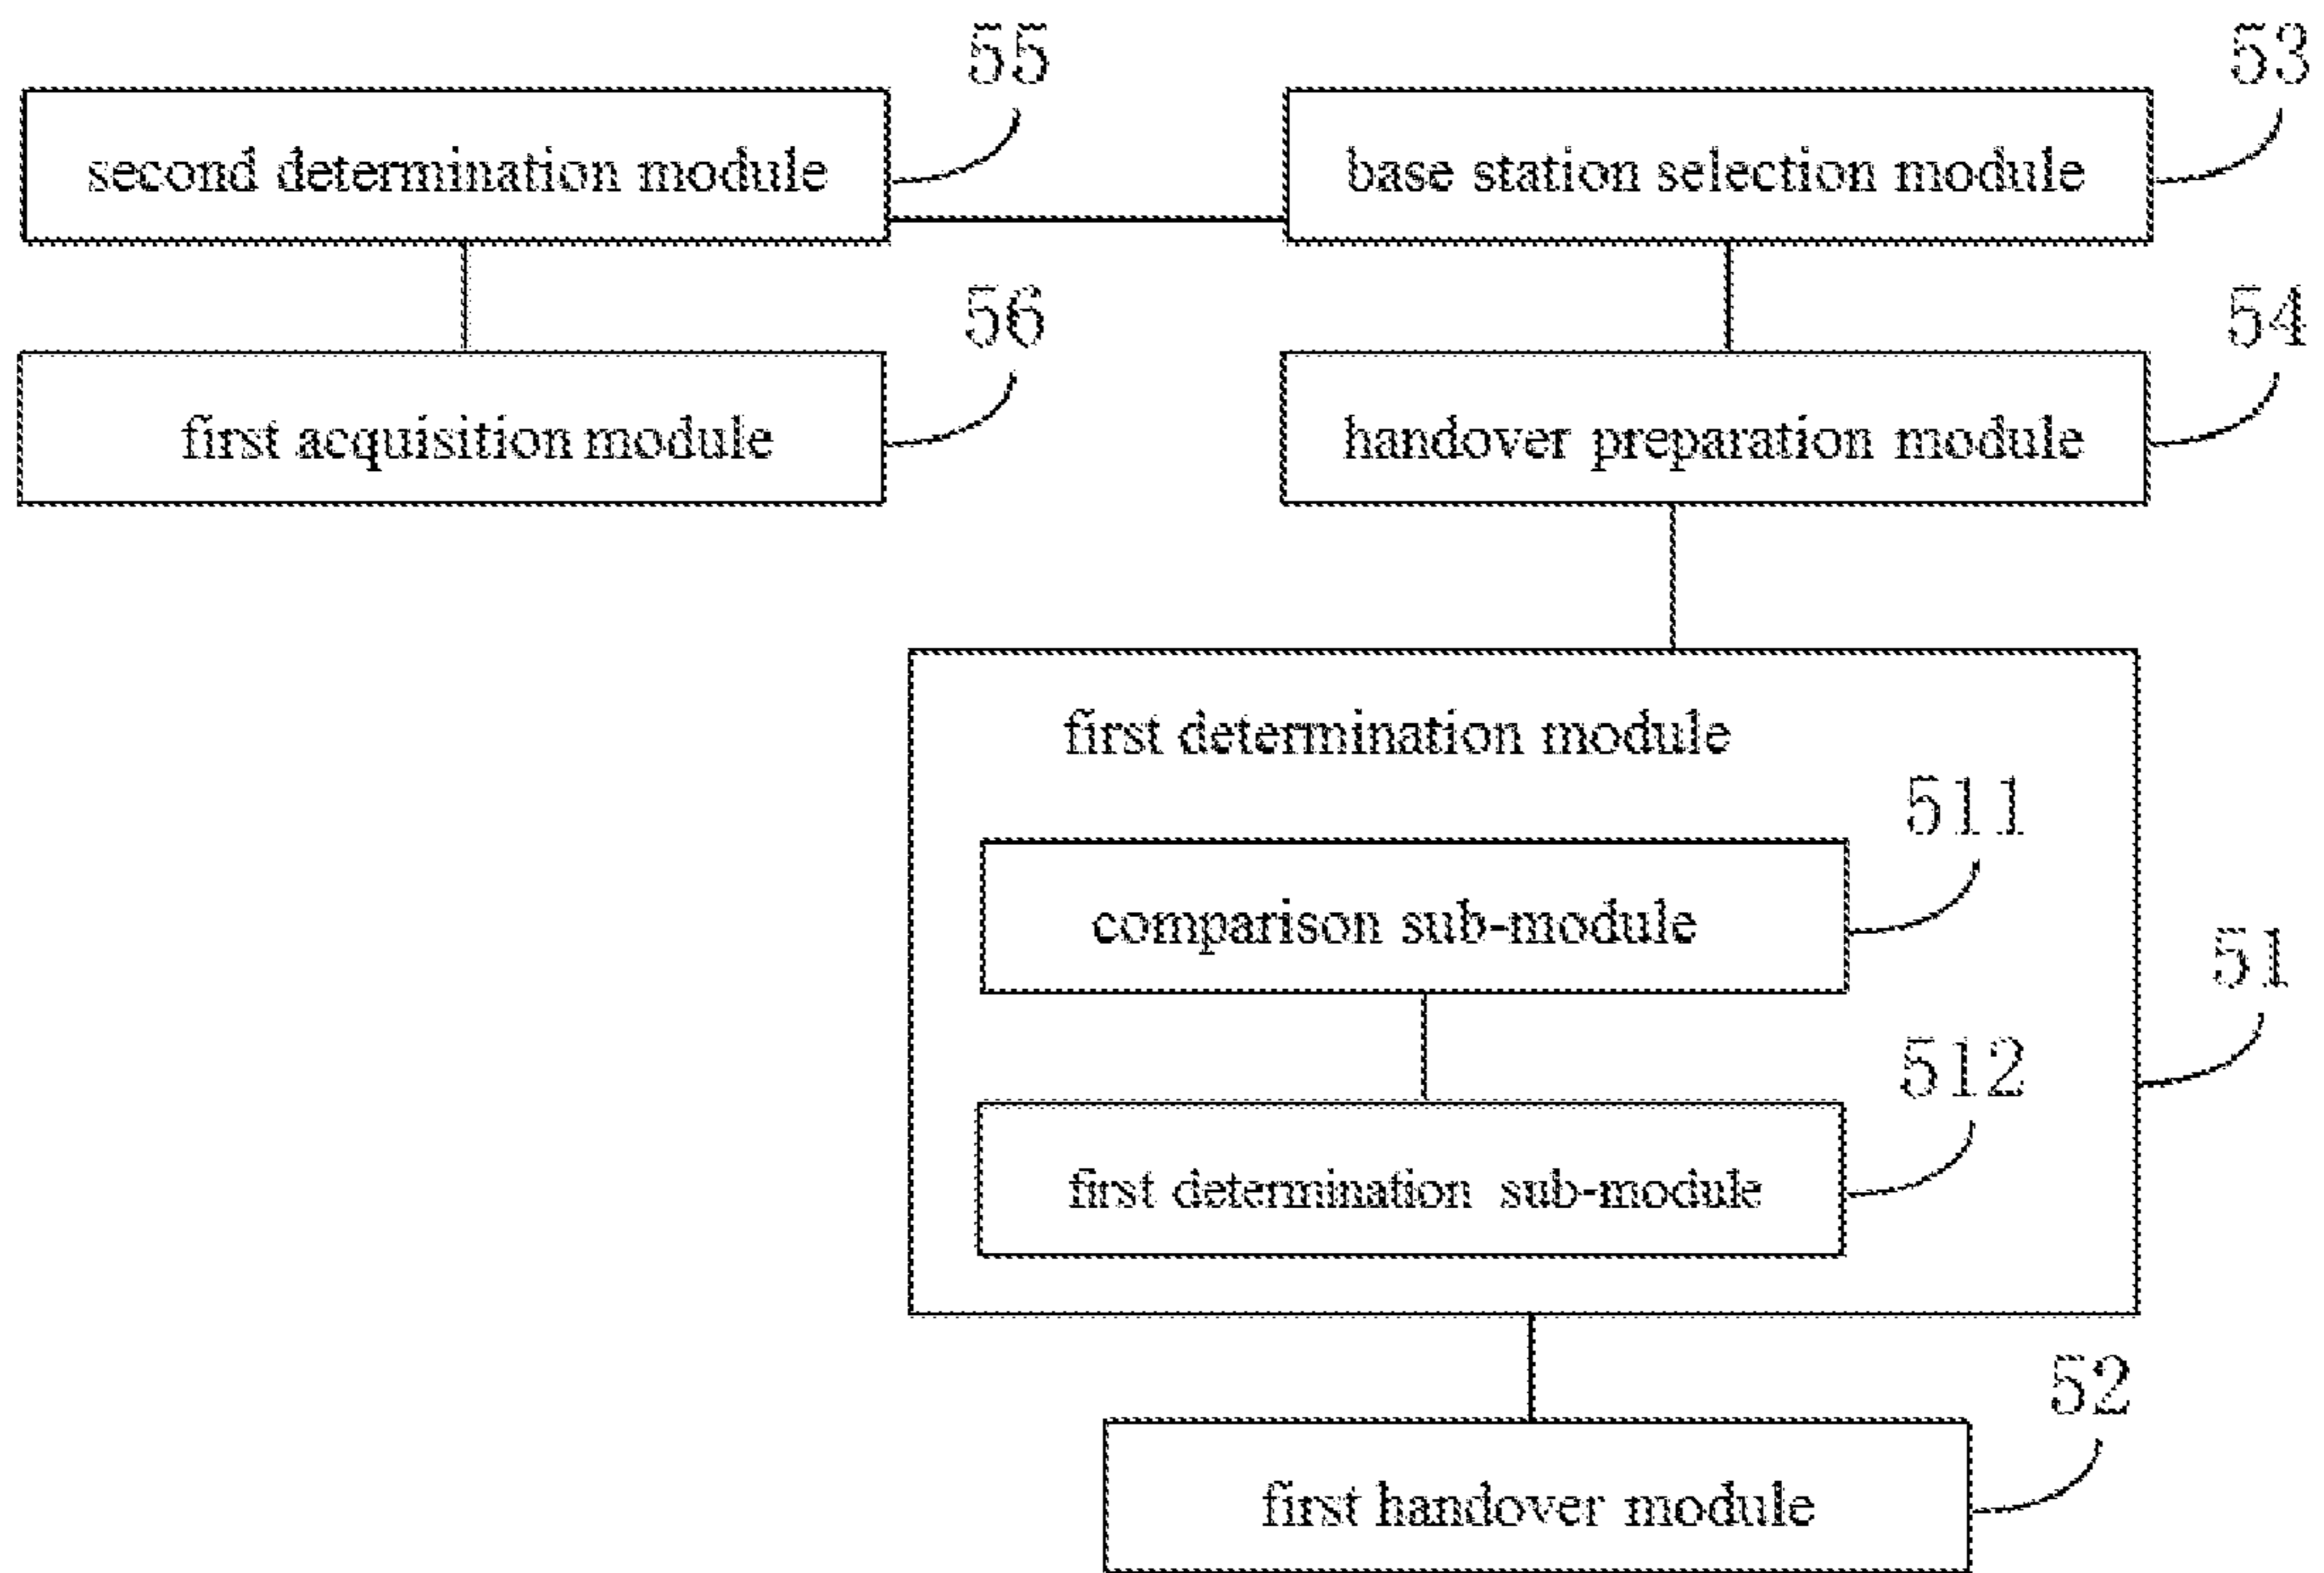 55
53
second determination module
base station selection module
56
54
first acquisition module
handover preparation module
first determination module
511
comparison sub-module
51
512
first determination sub-module
52
first handover module